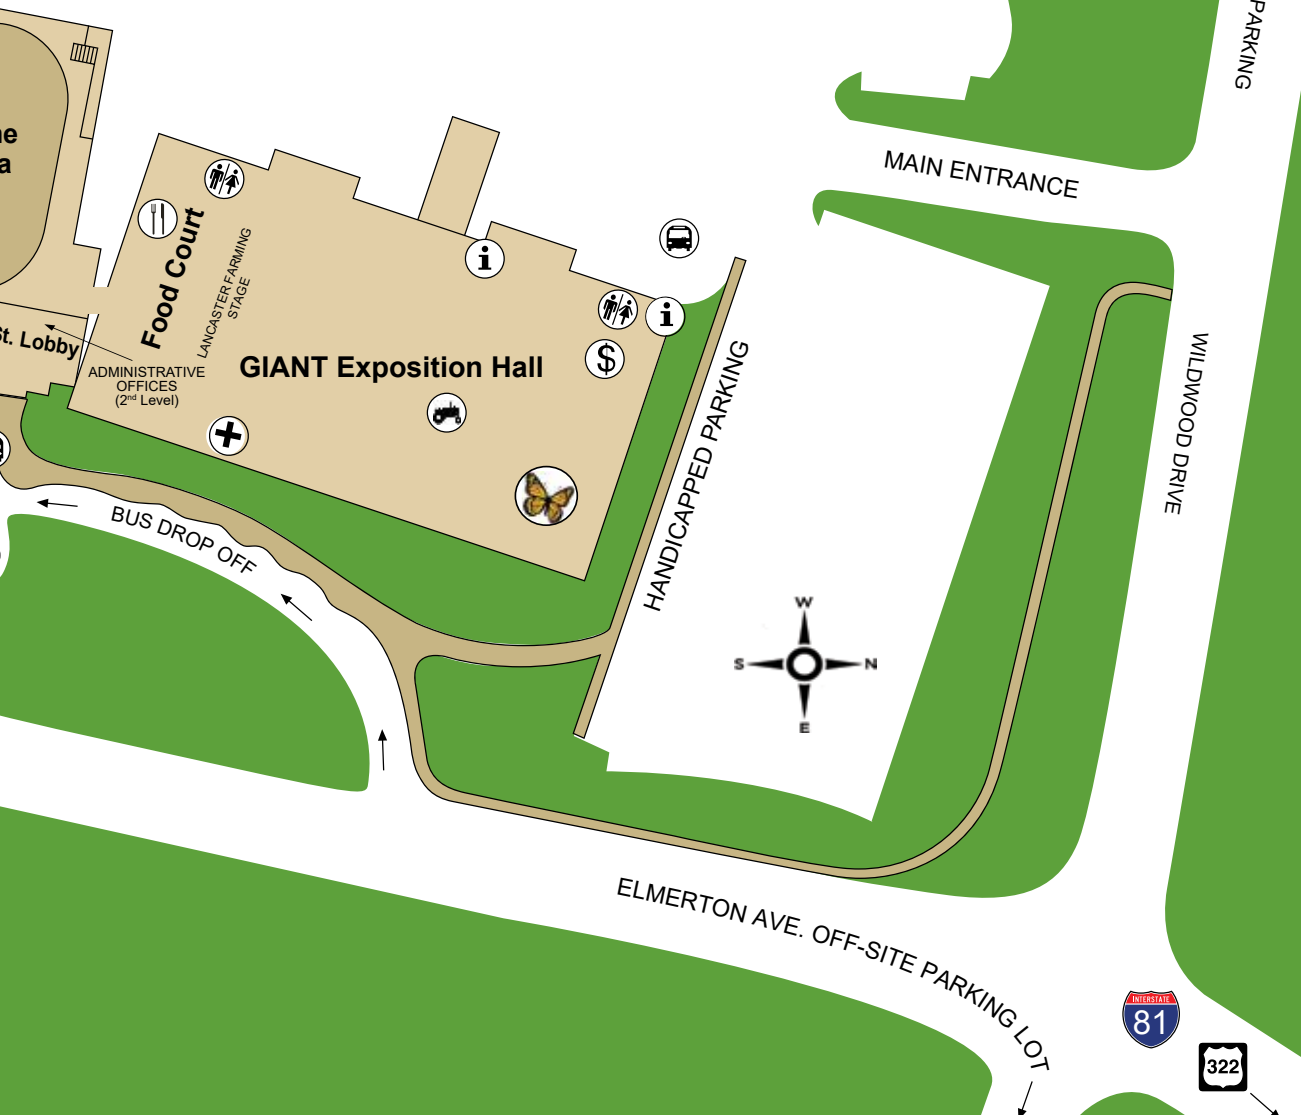 PARKING
MAIN ENTRANCE
Food Court
LANCASTER FARMING
STAGE
i
i
$
St. Lobby
ADMINISTRATIVE
OFFICES
(2nd Level)
GIANT Exposition Hall
HANDICAPPED PARKING
WILDWOOD DRIVE
BUS DROP OFF
W
S
N
E
ELMERTON AVE. OFF-SITE PARKING LOT
INTERSTATE
81
322